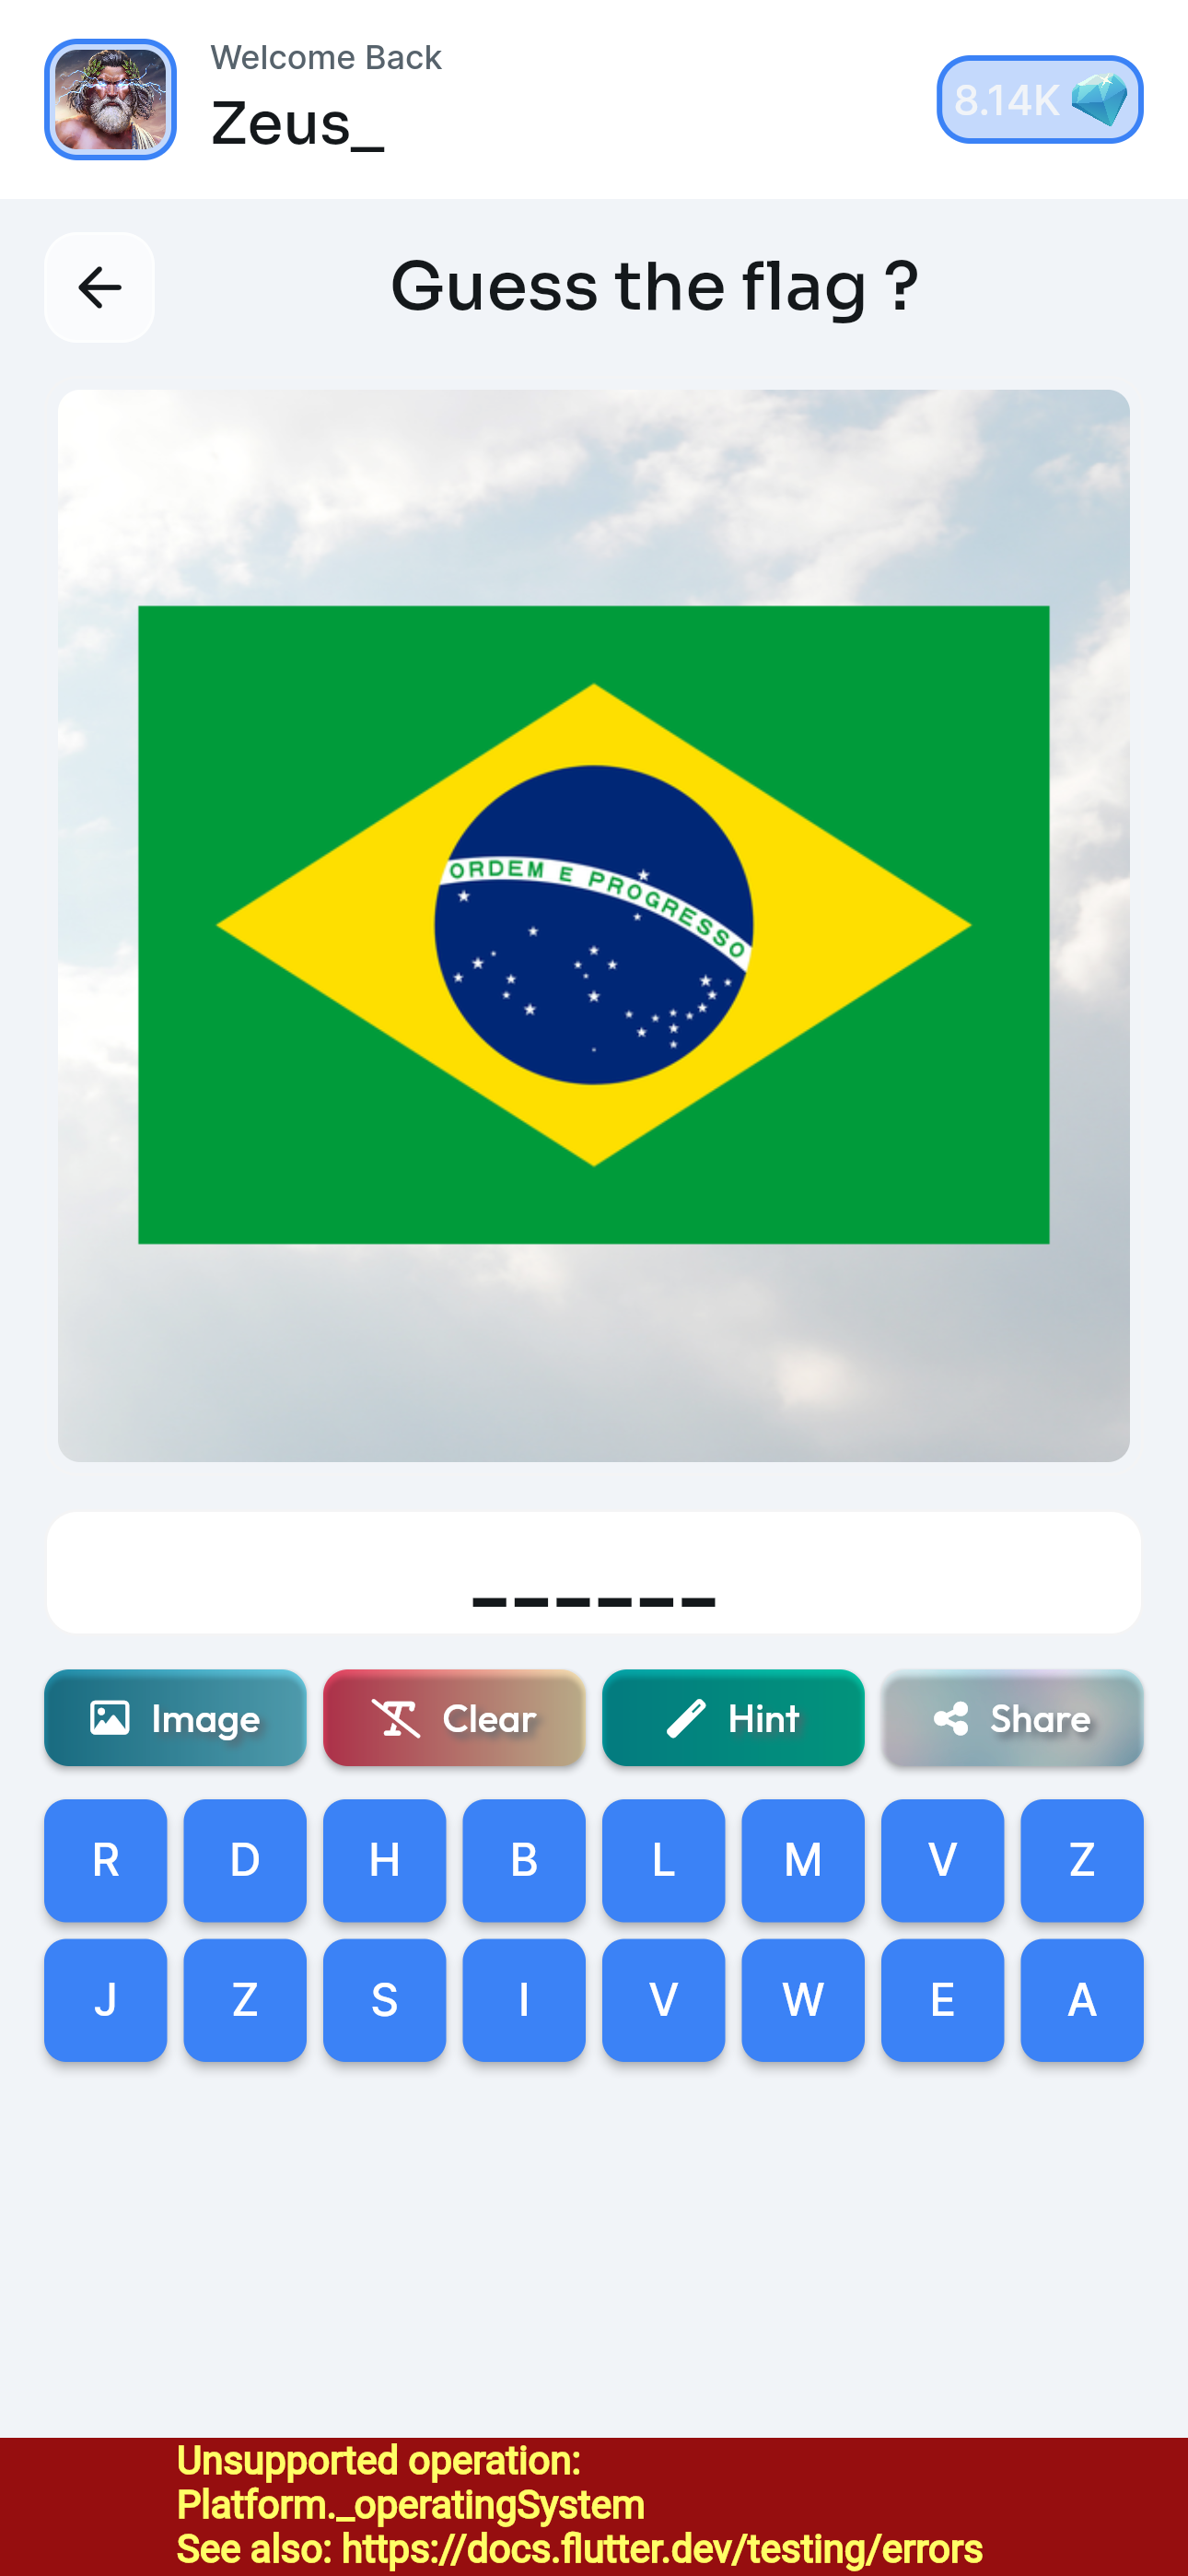 Welcome Back
Zeus_
8.14K
Guess the flag ?
ORDEM E PROGRESSO
______
Image Clear Hint Share
R D H B L M V Z
J Z S I V W E A
Unsupported operation:
Platform._operatingSystem
See also: https://docs.flutter.dev/testing/errors